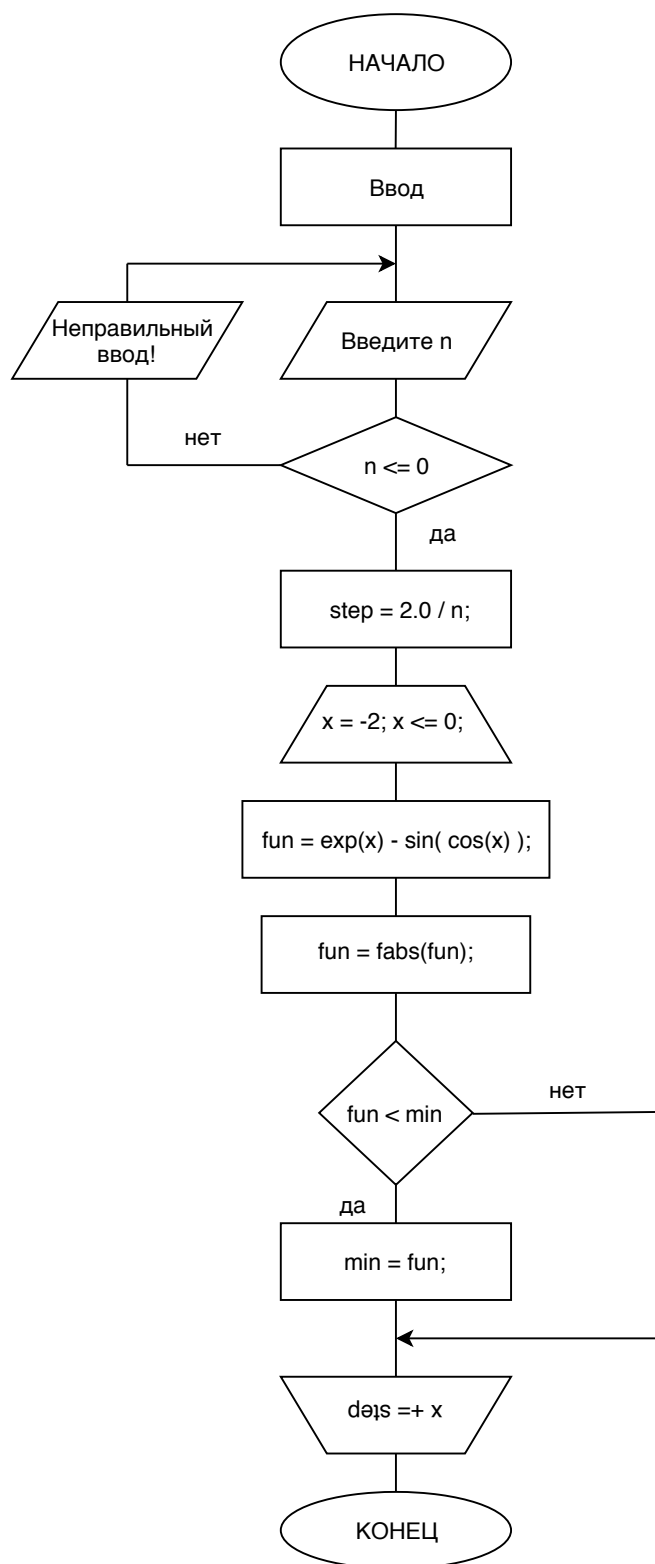 НАЧАЛО
Ввод
Неправильный
ввод!
Введите n
нет
n <= 0
да
step = 2.0 / n;
x = -2; x <= 0;
fun = exp(x) - sin( cos(x) );
fun = fabs(fun);
fun < min
нет
да
min = fun;
x += step
КОНЕЦ